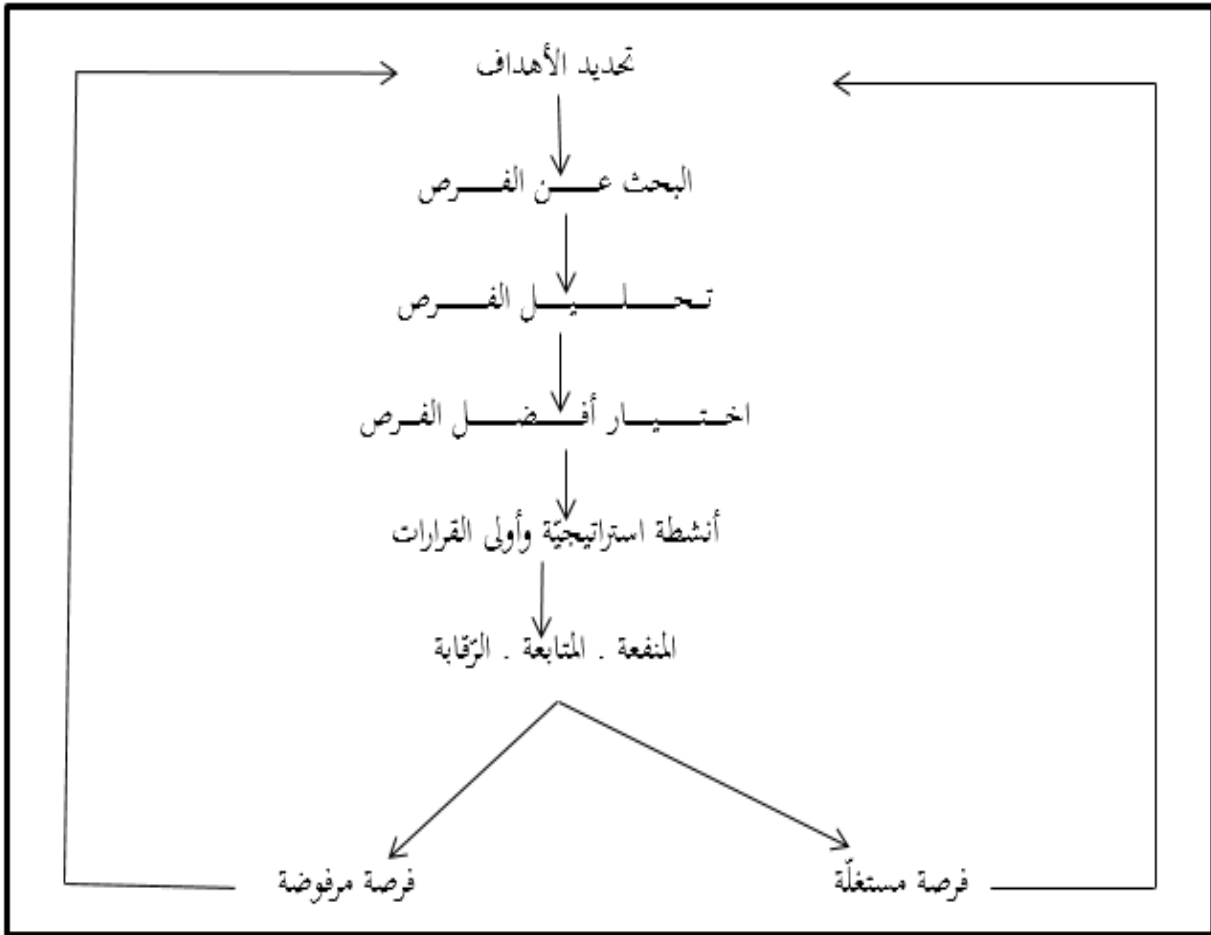 تحديد الأهداف
البحث عن الفرص
تحليل الفرص
اختيار أفضل الفرص
أنشطة استراتيجيّة وأولى القرارات
المنفعة . المتابعة . الرّقابة
فرصة مستغلّة
فرصة مرفوضة